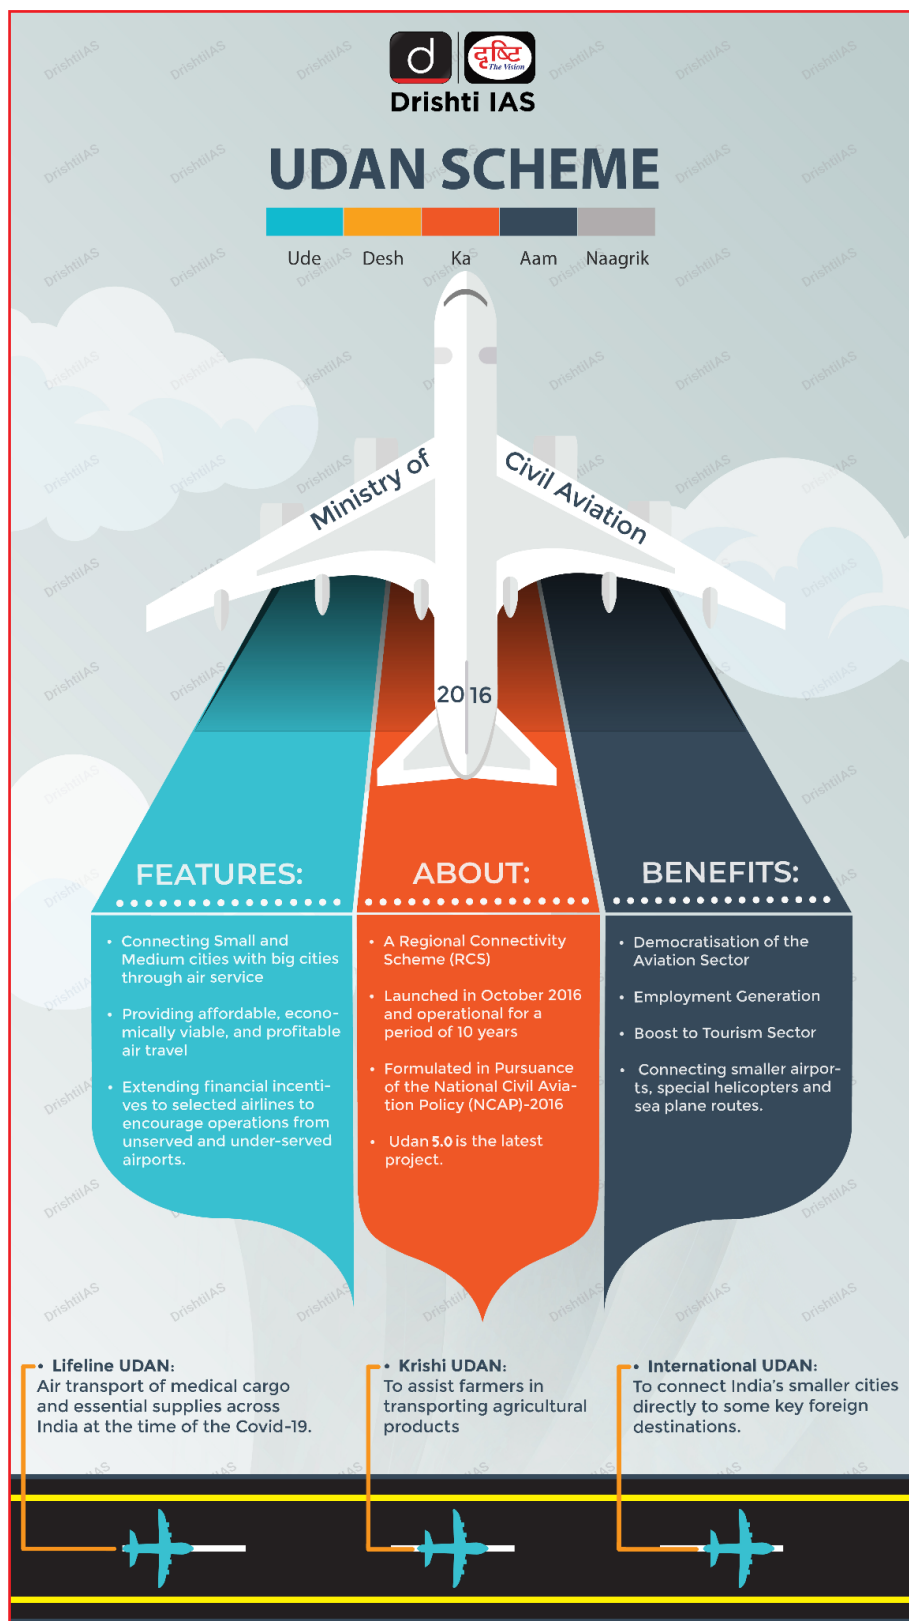 d
दृष्टि
The Vision
Drishti IAS
UDAN SCHEME
Ude Desh Ka Aam Naagrik
Ministry of
Civil Aviation
2016
FEATURES:
• Connecting Small and
Medium cities with big cities
through air service
• Providing affordable, econo-
mically viable, and profitable
air travel
• Extending financial incenti-
ves to selected airlines to
encourage operations from
unserved and under-served
airports.
ABOUT:
• A Regional Connectivity
Scheme (RCS)
• Launched in October 2016
and operational for a
period of 10 years
• Formulated in Pursuance
of the National Civil Avia-
tion Policy (NCAP)-2016
• Udan 5.0 is the latest
project.
BENEFITS:
• Democratisation of the
Aviation Sector
• Employment Generation
• Boost to Tourism Sector
• Connecting smaller airpor-
ts, special helicopters and
sea plane routes.
• Lifeline UDAN:
Air transport of medical cargo
and essential supplies across
India at the time of the Covid-19.
• Krishi UDAN:
To assist farmers in
transporting agricultural
products
• International UDAN:
To connect India's smaller cities
directly to some key foreign
destinations.
DrishtiIAS